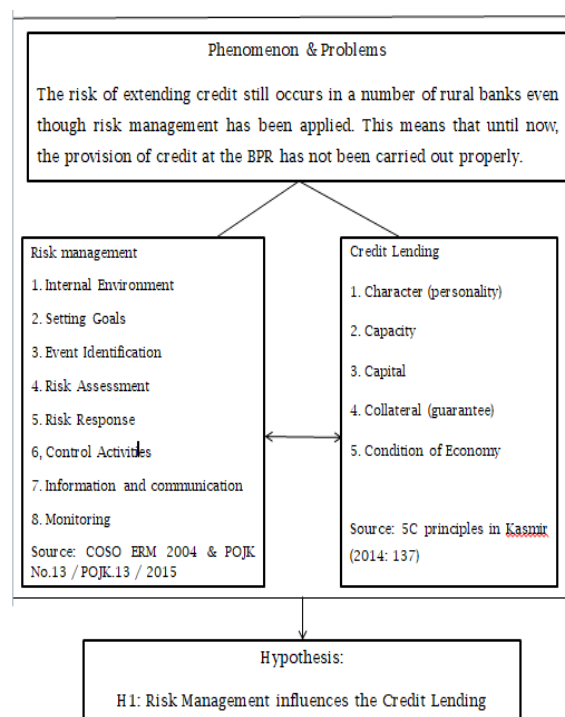 Phenomenon & Problems
The risk of extending credit still occurs in a number of rural banks even
though risk management has been applied. This means that until now,
the provision of credit at the BPR has not been carried out properly.
Risk management
1. Internal Environment
2. Setting Goals
3. Event Identification
4. Risk Assessment
5. Risk Response
6, Control Activities
7. Information and communication
8. Monitoring
Source: COSO ERM 2004 & POJK
No.13 / POJK.13 / 2015
Credit Lending
1. Character (personality)
2. Capacity
3. Capital
4. Collateral (guarantee)
5. Condition of Economy
Source: 5C principles in Kasmir
(2014: 137)
Hypothesis:
H1: Risk Management influences the Credit Lending